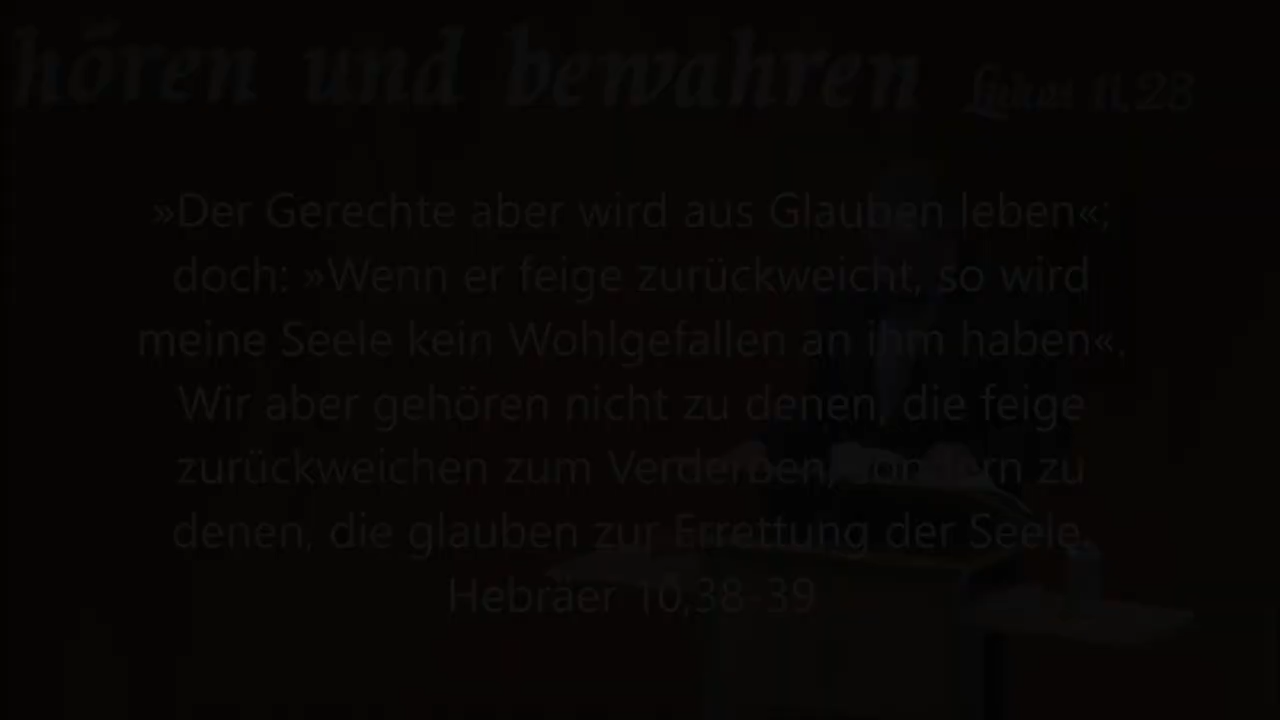 hören und bewahren Lukas 11,28
»Der Gerechte aber wird aus Glauben leben«;
doch: »Wenn er feige zurückweicht, so wird
meine Seele kein Wohlgefallen an ihm haben«.
Wir aber gehören nicht zu denen, die feige
zurückweichen zum Verderben, sondern zu
denen, die glauben zur Errettung der Seele.
Hebräer 10,38-39